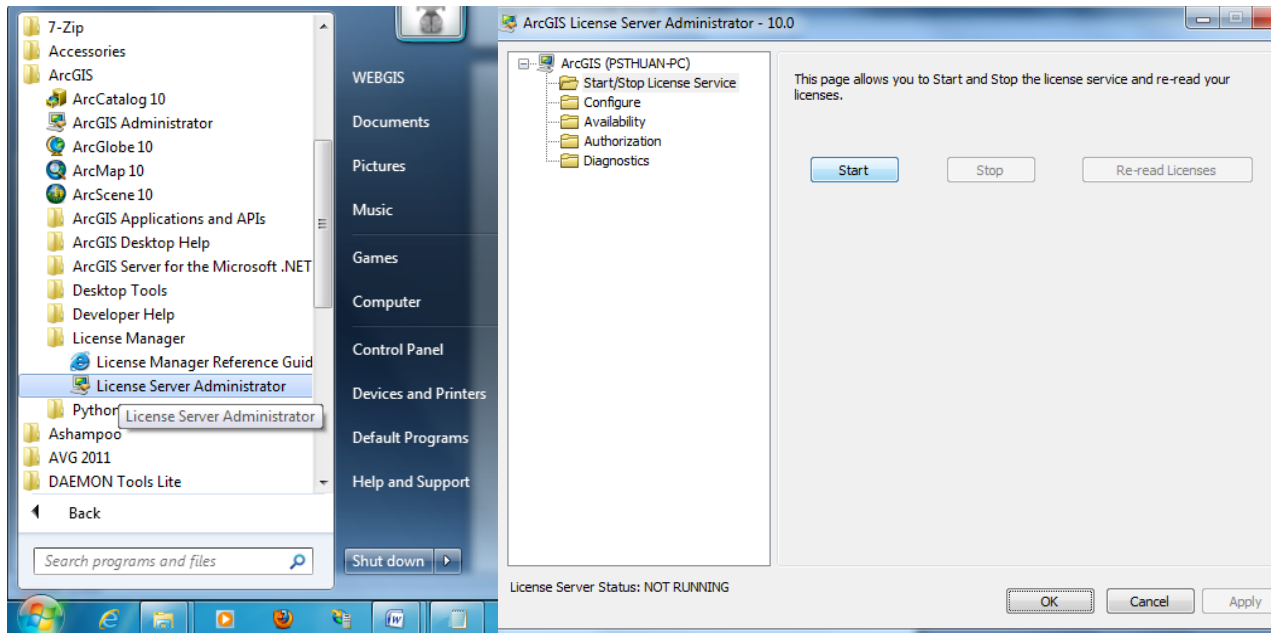 7-Zip
Accessories
ArcGIS
ArcCatalog 10
ArcGIS Administrator
ArcGlobe 10
ArcMap 10
ArcScene 10
ArcGIS Applications and APIs
ArcGIS Desktop Help
ArcGIS Server for the Microsoft .NET
Desktop Tools
Developer Help
License Manager
License Manager Reference Guid
License Server Administrator
Python
License Server Administrator
Ashampoo
AVG 2011
DAEMON Tools Lite
Back
Search programs and files
WEBGIS
Documents
Pictures
Music
Games
Computer
Control Panel
Devices and Printers
Default Programs
Help and Support
Shut down
ArcGIS License Server Administrator - 10.0
ArcGIS (PSTHUAN-PC)
Start/Stop License Service
Configure
Availability
Authorization
Diagnostics
This page allows you to Start and Stop the license service and re-read your
licenses.
Start
Stop
Re-read Licenses
License Server Status: NOT RUNNING
OK
Cancel
Apply